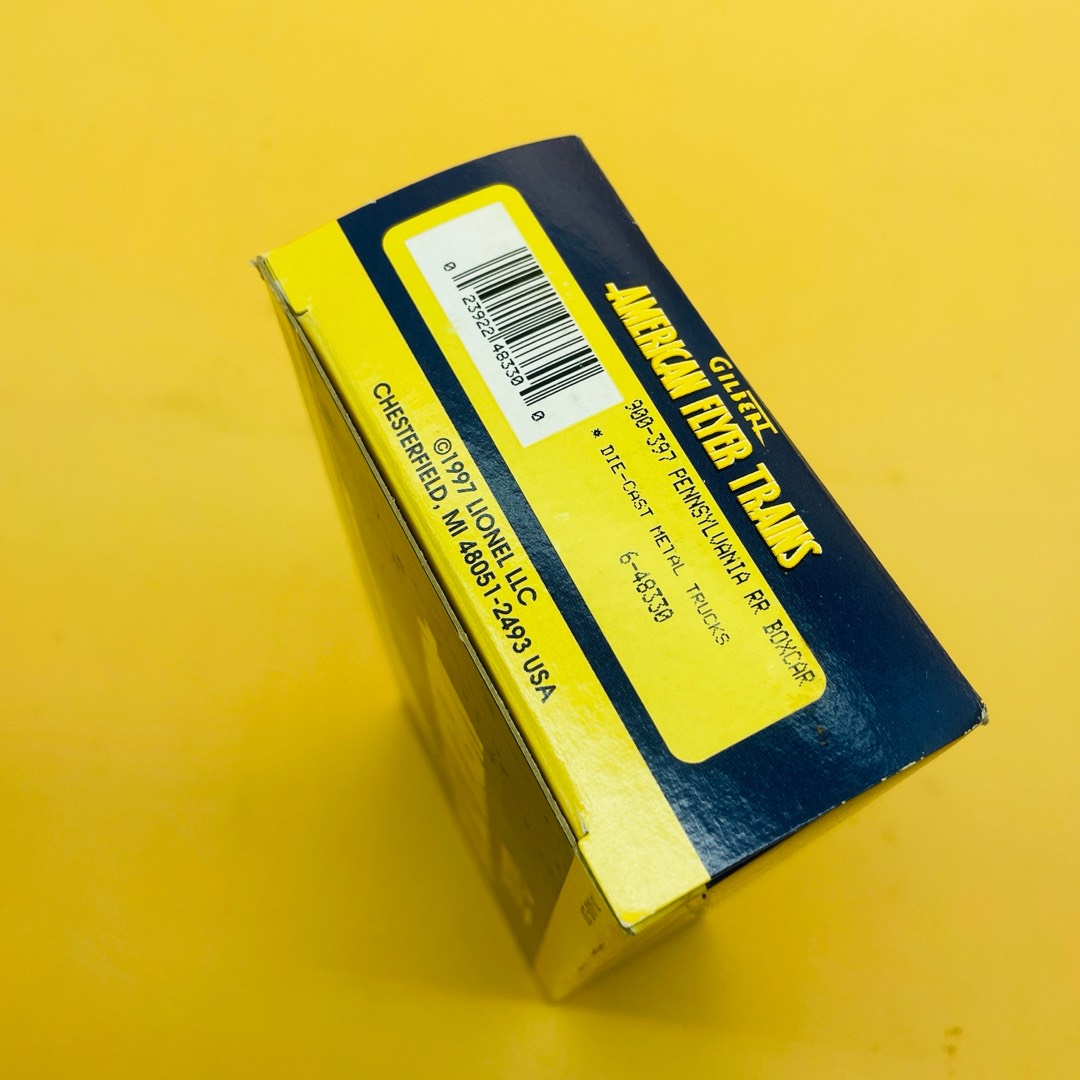 GILBERT
AMERICAN FLYER TRAINS
900-397 PENNSYLVANIA RR BOXCAR
* DIE-CAST METAL TRUCKS
6-48330
0 23922 48330 0
©1997 LIONEL LLC
CHESTERFIELD, MI 48051-2493 USA